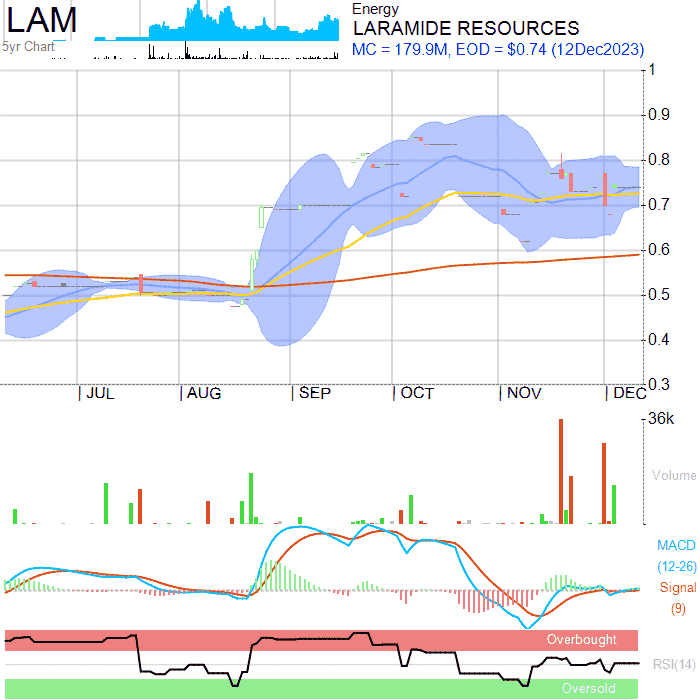 LAM
5yr Chart
Energy
LARAMIDE RESOURCES
MC = 179.9M, EOD = $0.74 (12Dec2023)
1
0.9
0.8
0.7
0.6
0.5
0.4
0.3
JUL AUG SEP OCT NOV DEC
36k
Volume
MACD
(12-26)
Signal
(9)
Overbought
RSI(14)
Oversold